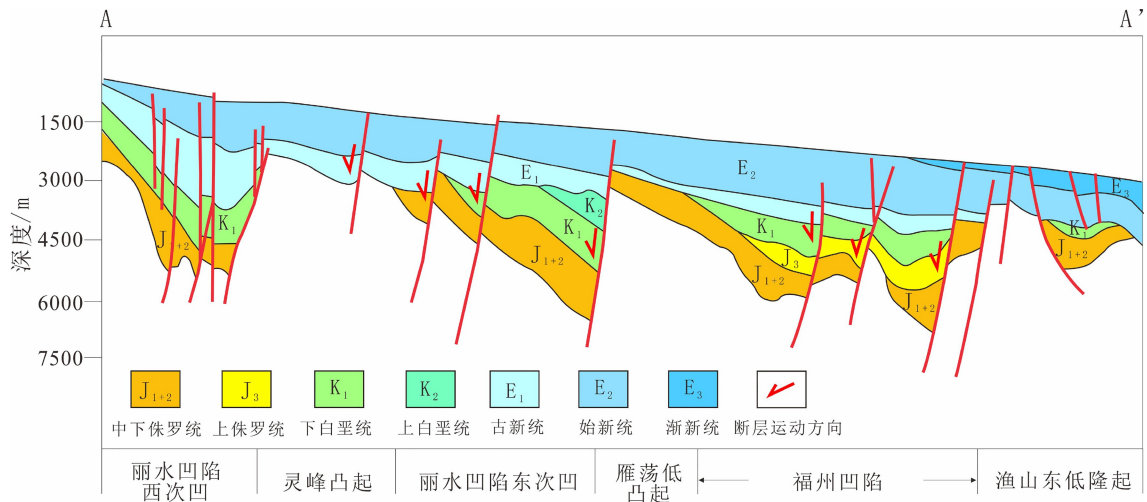 A
A'
1500
3000
4500
6000
7500
深度/m
E₂
E₃
E₁
K₂
K₁
K₁
K₁
K₁
J₃
J₁₊₂
J₁₊₂
J₁₊₂
J₁₊₂
J₁₊₂
J₁₊₂
J₃
K₁
K₂
E₁
E₂
E₃
中下侏罗统
上侏罗统
下白垩统
上白垩统
古新统
始新统
渐新统
断层运动方向
丽水凹陷
西次凹
灵峰凸起
丽水凹陷东次凹
雁荡低
凸起
福州凹陷
渔山东低隆起